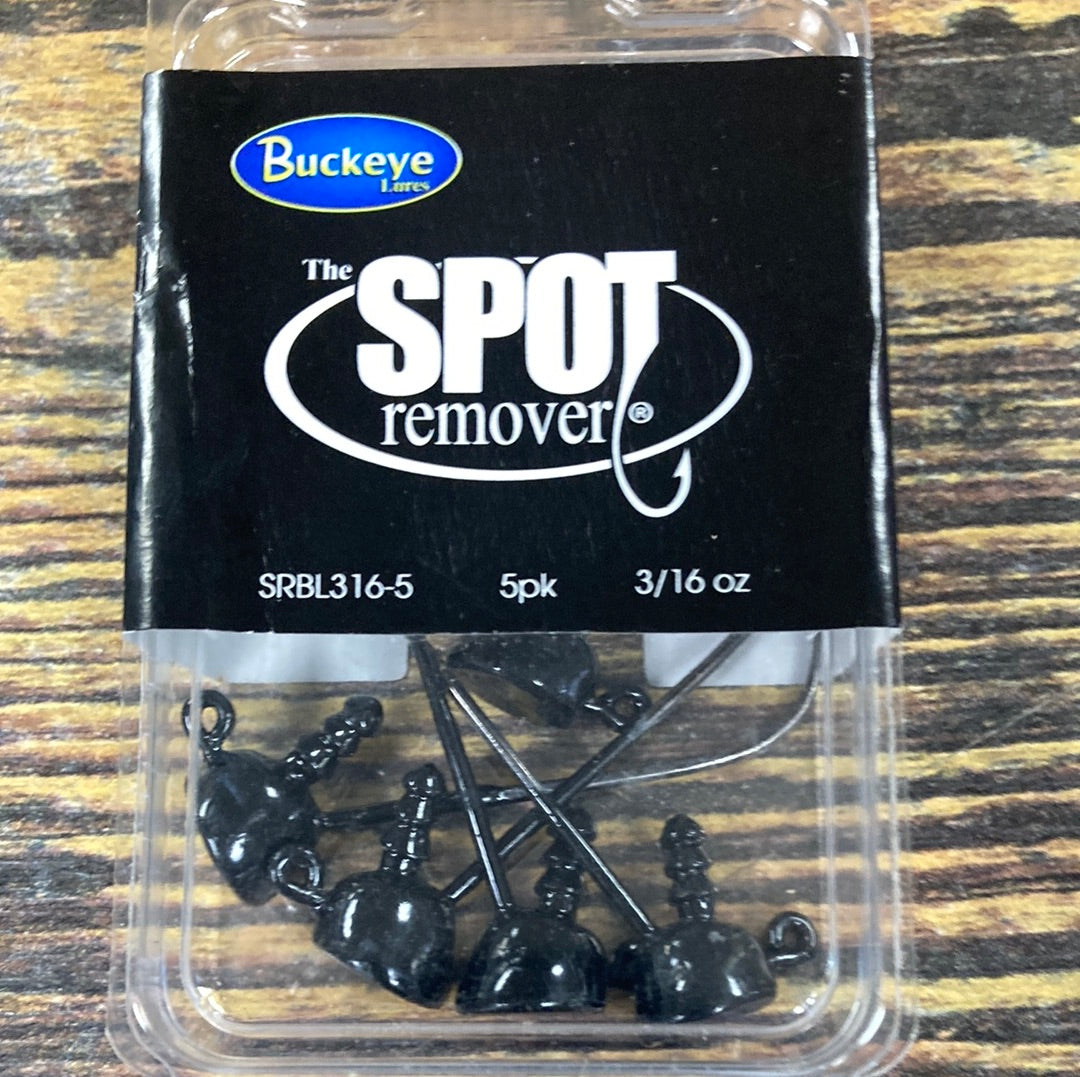 Buckeye
Lures
The SPOT
remover®
SRBL316-5 5pk 3/16 oz